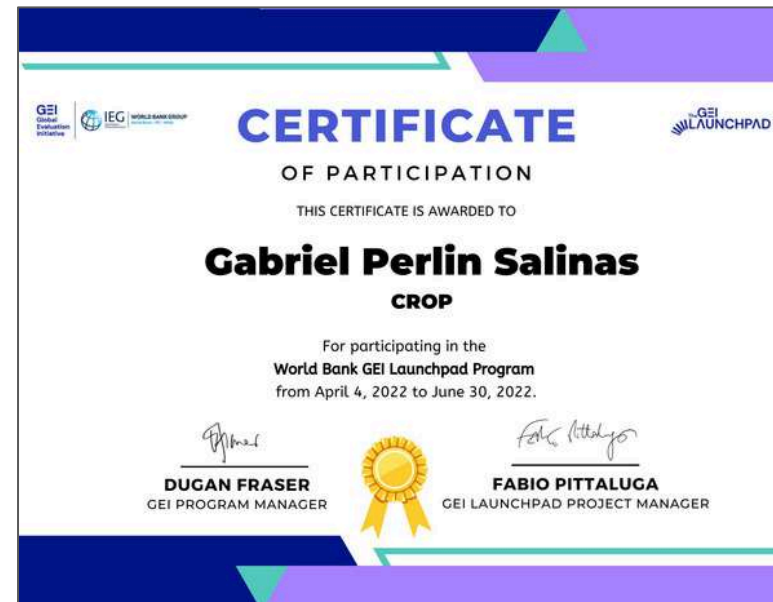 GEI
Global
Evaluation
Initiative
IEG
WORLD BANK GROUP
The GEI
LAUNCHPAD
CERTIFICATE
OF PARTICIPATION
THIS CERTIFICATE IS AWARDED TO
Gabriel Perlin Salinas
CROP
For participating in the
World Bank GEI Launchpad Program
from April 4, 2022 to June 30, 2022.
DUGAN FRASER
GEI PROGRAM MANAGER
FABIO PITTALUGA
GEI LAUNCHPAD PROJECT MANAGER